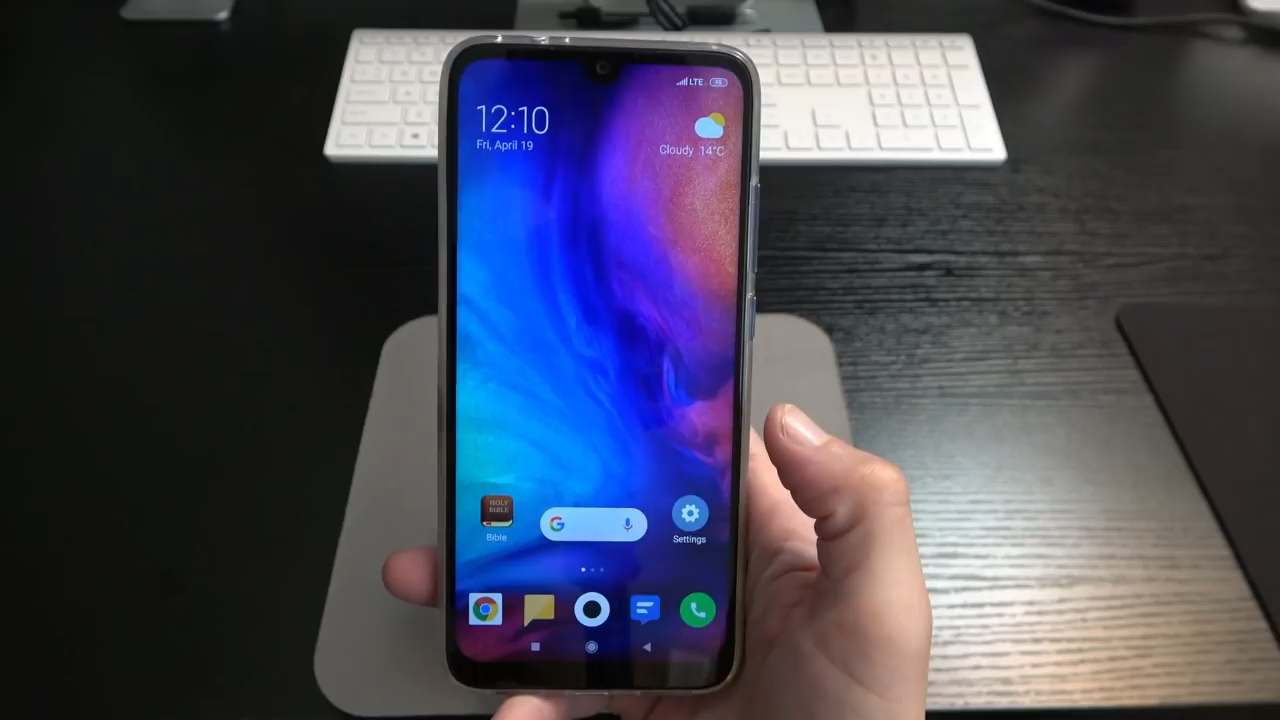 LTE
12:10
Fri, April 19
Cloudy 14°C
HOLY
BIBLE
Bible
Settings